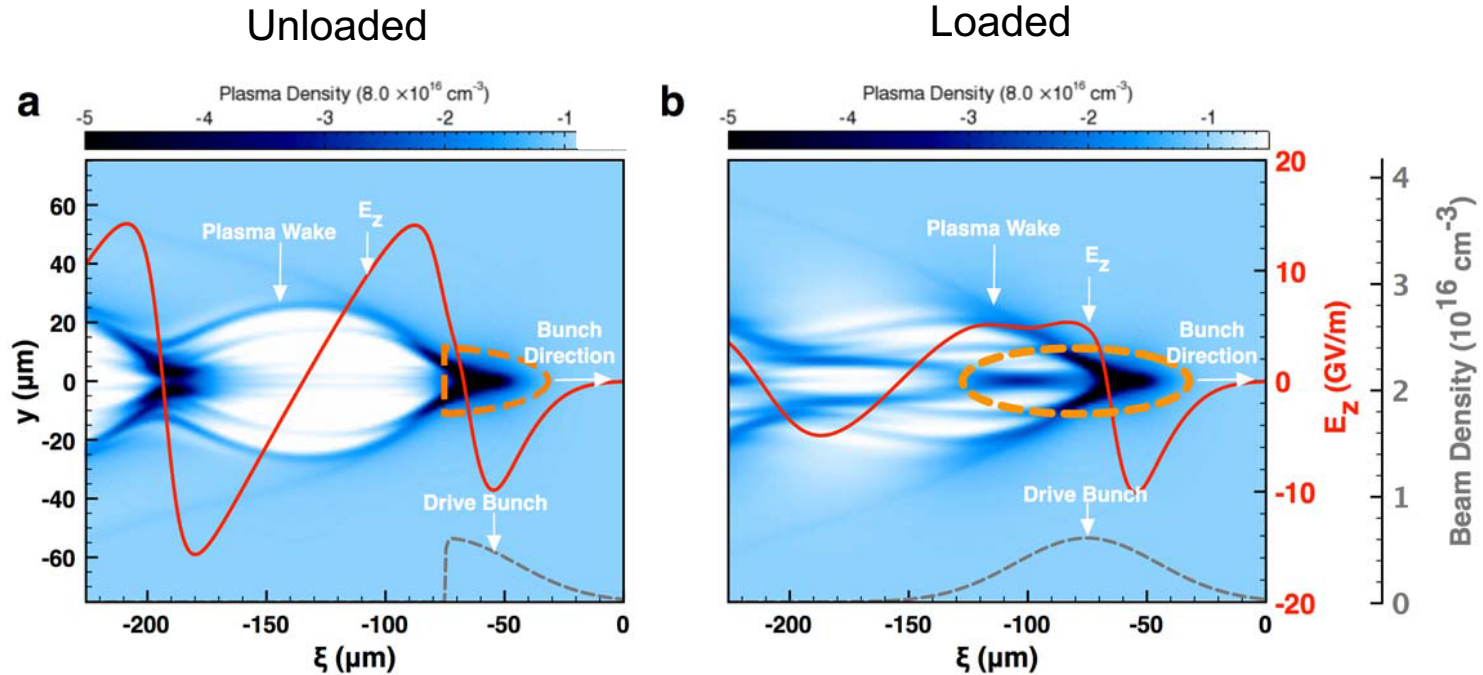 Unloaded
Loaded
a
Plasma Density (8.0 ×10¹⁶ cm⁻³)
-5 -4 -3 -2 -1
b
Plasma Density (8.0 ×10¹⁶ cm⁻³)
-5 -4 -3 -2 -1
y (µm)
60
40
20
0
-20
-40
-60
Plasma Wake
E_z
Bunch
Direction
Drive Bunch
-200 -150 -100 -50 0
ξ (µm)
Plasma Wake
E_z
Bunch
Direction
Drive Bunch
-200 -150 -100 -50 0
ξ (µm)
20
10
0
-10
-20
E_z (GV/m)
4
3
2
1
0
Beam Density (10¹⁶ cm⁻³)